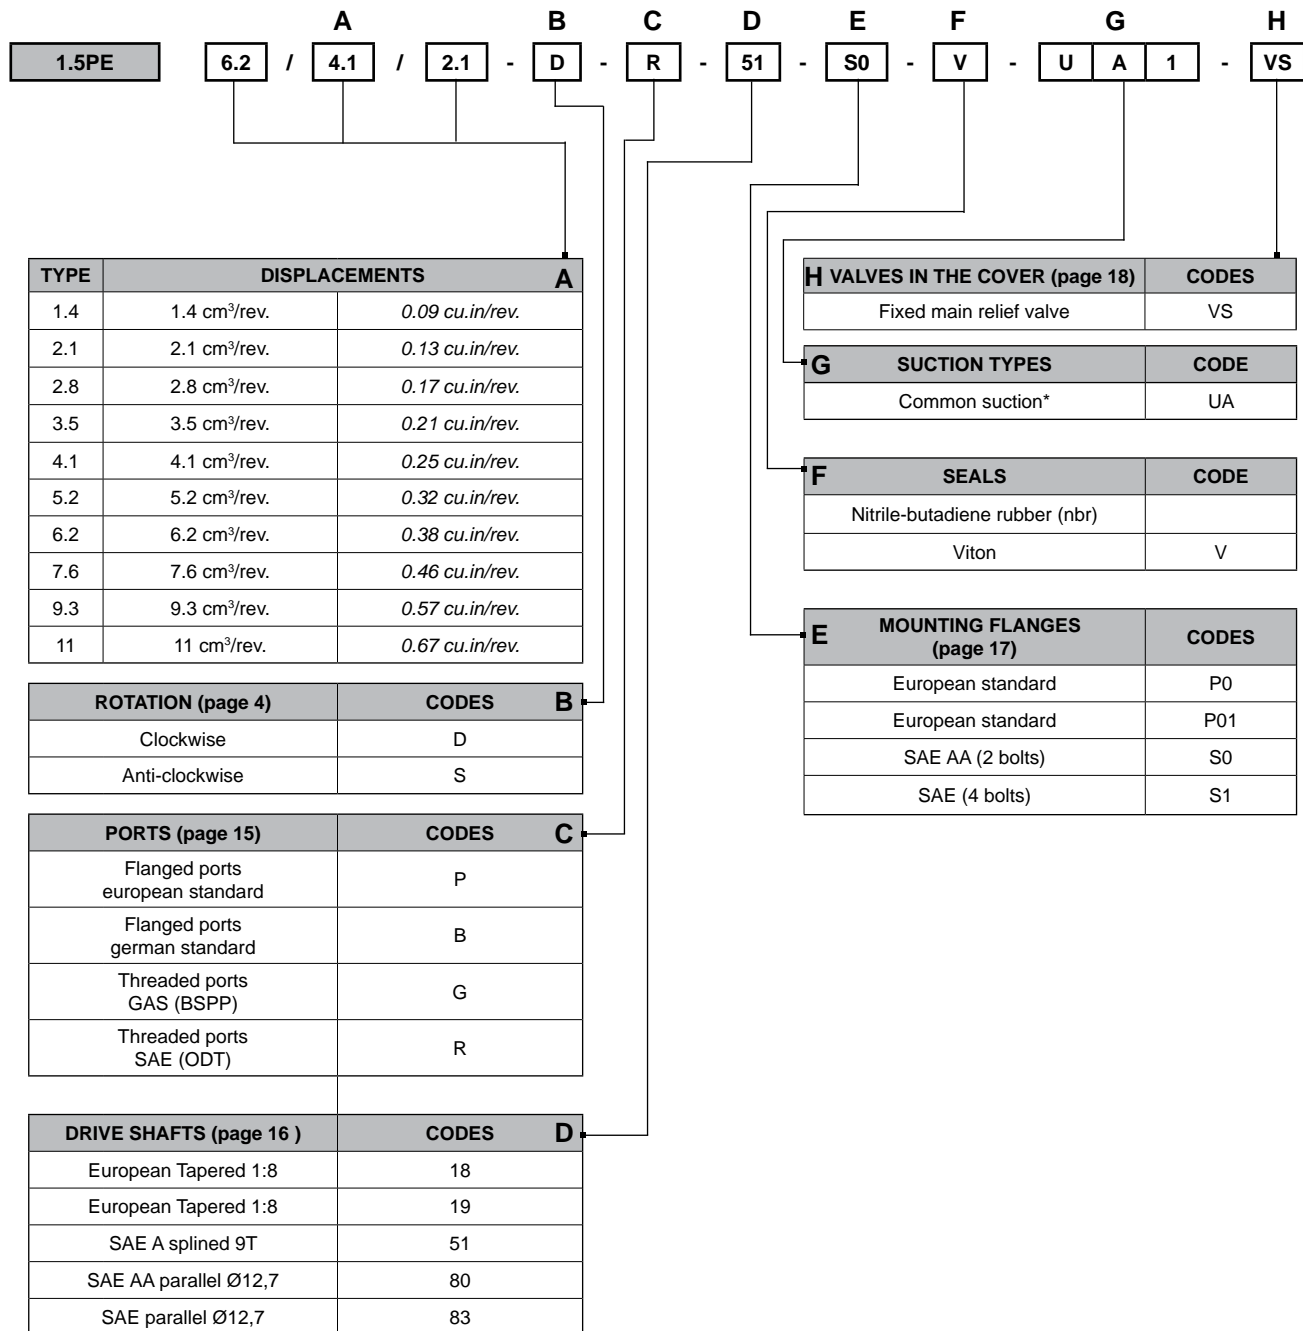 A B C D E F G H
1.5PE 6.2 / 4.1 / 2.1 - D - R - 51 - S0 - V - U A 1 - VS
TYPE DISPLACEMENTS A
1.4 1.4 cm³/rev. 0.09 cu.in/rev.
2.1 2.1 cm³/rev. 0.13 cu.in/rev.
2.8 2.8 cm³/rev. 0.17 cu.in/rev.
3.5 3.5 cm³/rev. 0.21 cu.in/rev.
4.1 4.1 cm³/rev. 0.25 cu.in/rev.
5.2 5.2 cm³/rev. 0.32 cu.in/rev.
6.2 6.2 cm³/rev. 0.38 cu.in/rev.
7.6 7.6 cm³/rev. 0.46 cu.in/rev.
9.3 9.3 cm³/rev. 0.57 cu.in/rev.
11 11 cm³/rev. 0.67 cu.in/rev.
ROTATION (page 4) CODES B
Clockwise D
Anti-clockwise S
PORTS (page 15) CODES C
Flanged ports
european standard P
Flanged ports
german standard B
Threaded ports
GAS (BSPP) G
Threaded ports
SAE (ODT) R
DRIVE SHAFTS (page 16 ) CODES D
European Tapered 1:8 18
European Tapered 1:8 19
SAE A splined 9T 51
SAE AA parallel Ø12,7 80
SAE parallel Ø12,7 83
H VALVES IN THE COVER (page 18) CODES
Fixed main relief valve VS
G SUCTION TYPES CODE
Common suction* UA
F SEALS CODE
Nitrile-butadiene rubber (nbr)
Viton V
E MOUNTING FLANGES
(page 17) CODES
European standard P0
European standard P01
SAE AA (2 bolts) S0
SAE (4 bolts) S1